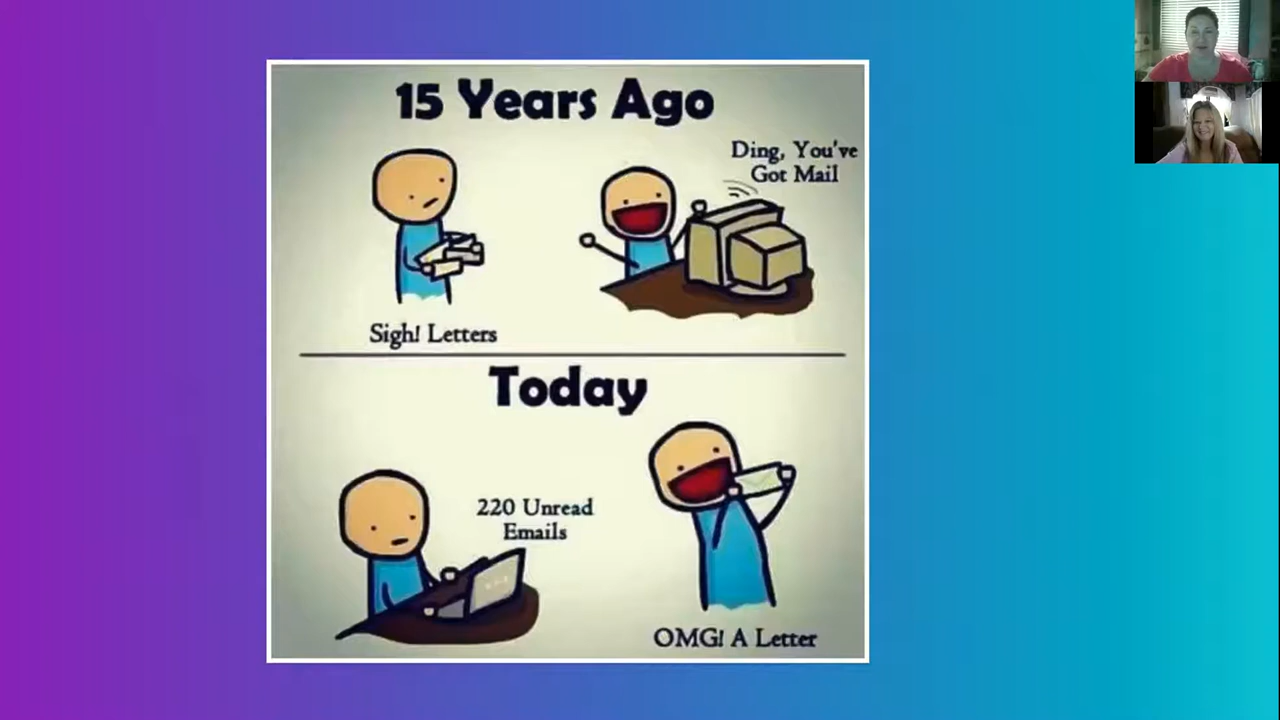 15 Years Ago
Ding, You've
Got Mail
Sigh! Letters
Today
220 Unread
Emails
OMG! A Letter